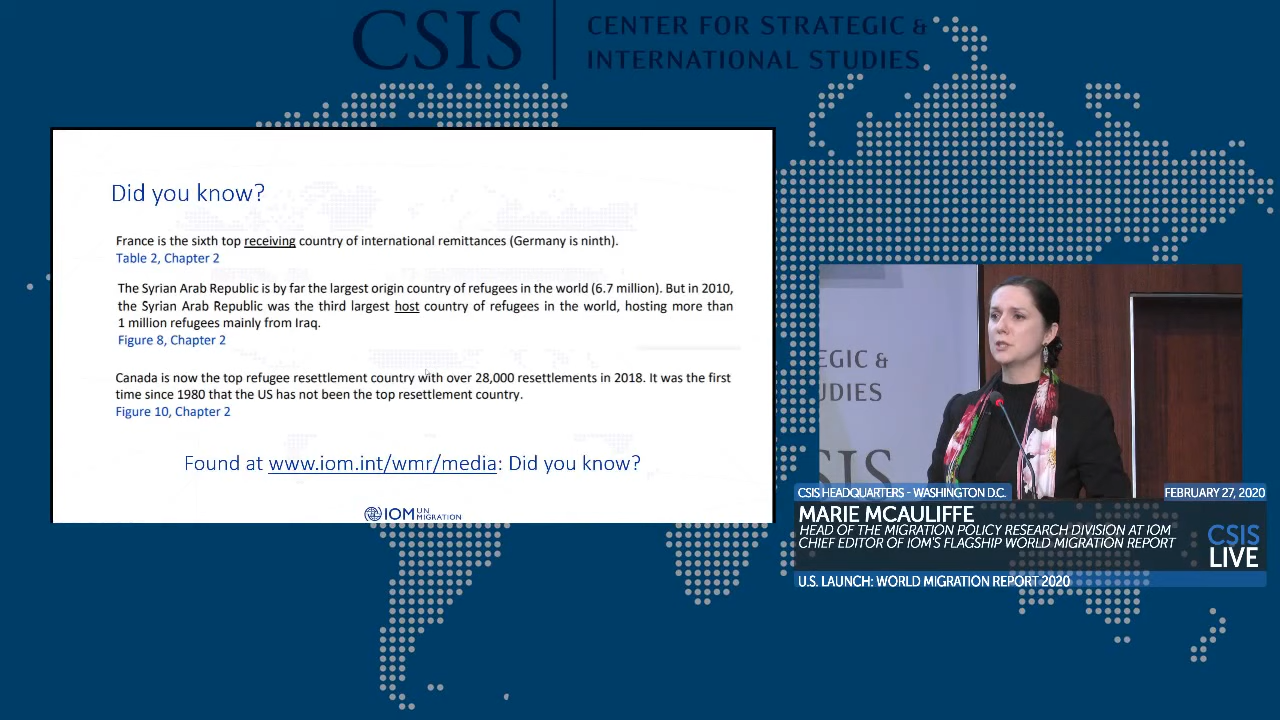 CSIS
CENTER FOR STRATEGIC &
INTERNATIONAL STUDIES
Did you know?
France is the sixth top receiving country of international remittances (Germany is ninth).
Table 2, Chapter 2
The Syrian Arab Republic is by far the largest origin country of refugees in the world (6.7 million). But in 2010,
the Syrian Arab Republic was the third largest host country of refugees in the world, hosting more than
1 million refugees mainly from Iraq.
Figure 8, Chapter 2
Canada is now the top refugee resettlement country with over 28,000 resettlements in 2018. It was the first
time since 1980 that the US has not been the top resettlement country.
Figure 10, Chapter 2
Found at www.iom.int/wmr/media: Did you know?
IOM UN
MIGRATION
EGIC &
UDIES
SIS
CSIS HEADQUARTERS - WASHINGTON D.C.
FEBRUARY 27, 2020
MARIE MCAULIFFE
HEAD OF THE MIGRATION POLICY RESEARCH DIVISION AT IOM
CHIEF EDITOR OF IOM'S FLAGSHIP WORLD MIGRATION REPORT
CSIS
LIVE
U.S. LAUNCH: WORLD MIGRATION REPORT 2020